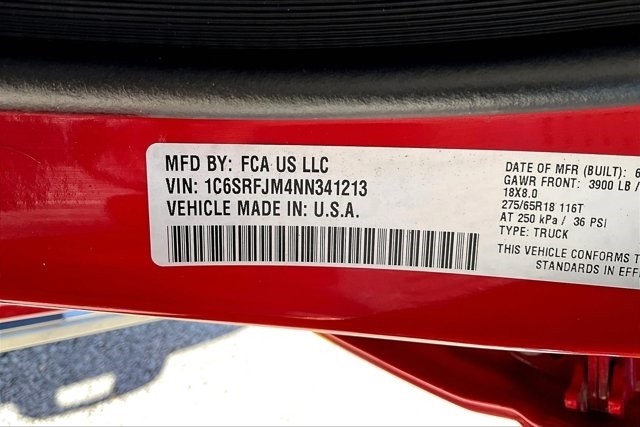 MFD BY: FCA US LLC
VIN: 1C6SRFJM4NN341213
VEHICLE MADE IN: U.S.A.
DATE OF MFR (BUILT): 6
GAWR FRONT: 3900 LB /
18X8.0
275/65R18 116T
AT 250 kPa / 36 PSI
TYPE: TRUCK
THIS VEHICLE CONFORMS T
STANDARDS IN EFF